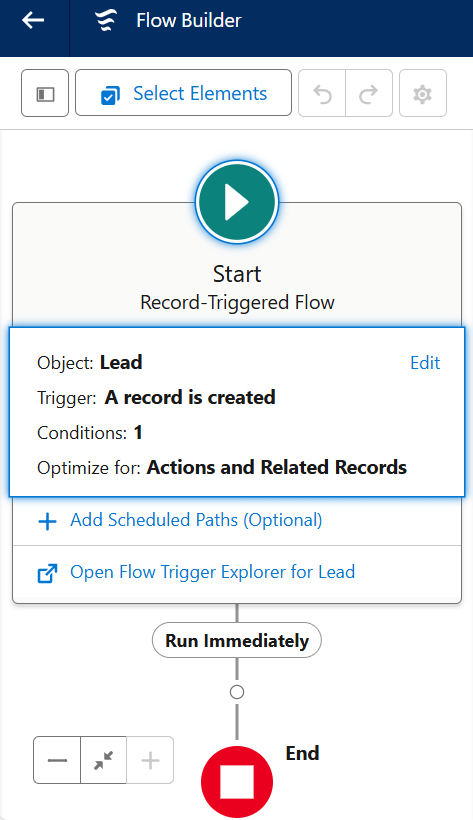 Flow Builder
Select Elements
Start
Record-Triggered Flow
Object: Lead
Edit
Trigger: A record is created
Conditions: 1
Optimize for: Actions and Related Records
Add Scheduled Paths (Optional)
Open Flow Trigger Explorer for Lead
Run Immediately
End